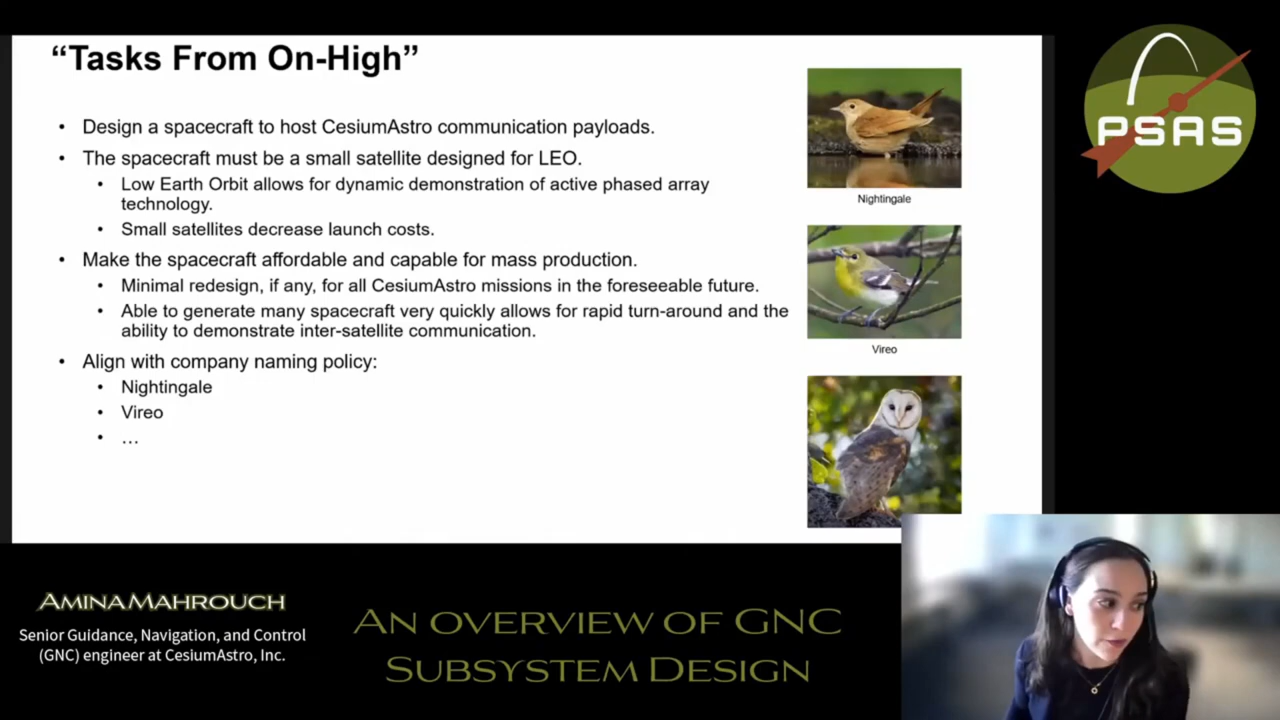 “Tasks From On-High”
• Design a spacecraft to host CesiumAstro communication payloads.
• The spacecraft must be a small satellite designed for LEO.
• Low Earth Orbit allows for dynamic demonstration of active phased array
technology.
• Small satellites decrease launch costs.
• Make the spacecraft affordable and capable for mass production.
• Minimal redesign, if any, for all CesiumAstro missions in the foreseeable future.
• Able to generate many spacecraft very quickly allows for rapid turn-around and the
ability to demonstrate inter-satellite communication.
• Align with company naming policy:
• Nightingale
• Vireo
• …
Nightingale
Vireo
PSAS
AMINA MAHROUCH
Senior Guidance, Navigation, and Control
(GNC) engineer at CesiumAstro, Inc.
AN OVERVIEW OF GNC
SUBSYSTEM DESIGN